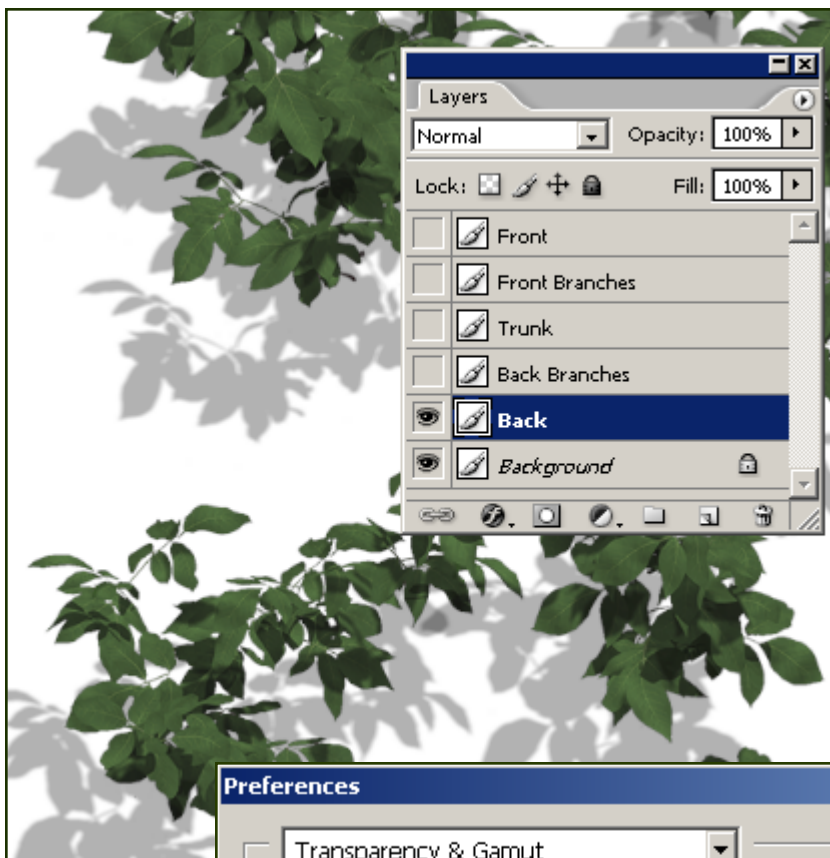 Layers
Normal Opacity: 100%
Lock: Fill: 100%
Front
Front Branches
Trunk
Back Branches
Back
Background
Preferences
Transparency & Gamut